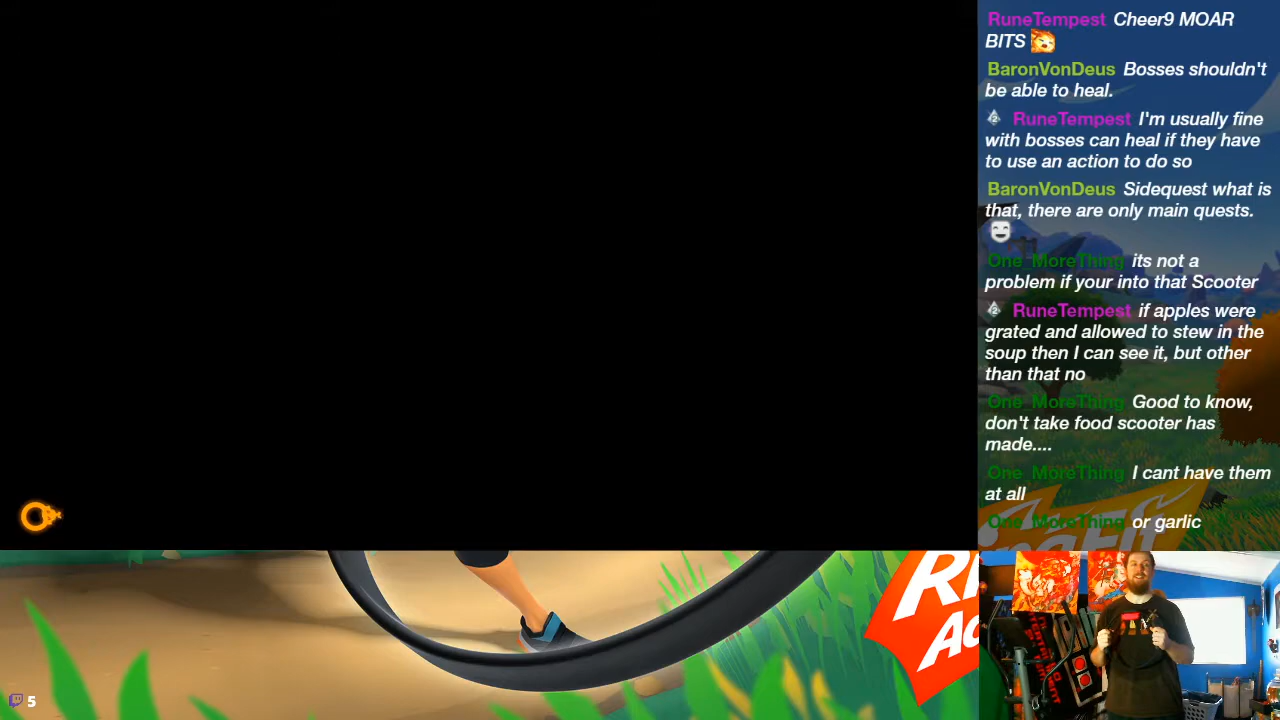 RuneTempest Cheer9 MOAR
BITS
BaronVonDeus Bosses shouldn't
be able to heal.
2 RuneTempest I'm usually fine
with bosses can heal if they have
to use an action to do so
BaronVonDeus Sidequest what is
that, there are only main quests.
One_MoreThing its not a
problem if your into that Scooter
2 RuneTempest if apples were
grated and allowed to stew in the
soup then I can see it, but other
than that no
One_MoreThing Good to know,
don't take food scooter has
made....
One_MoreThing I cant have them
at all
One_MoreThing or garlic
5